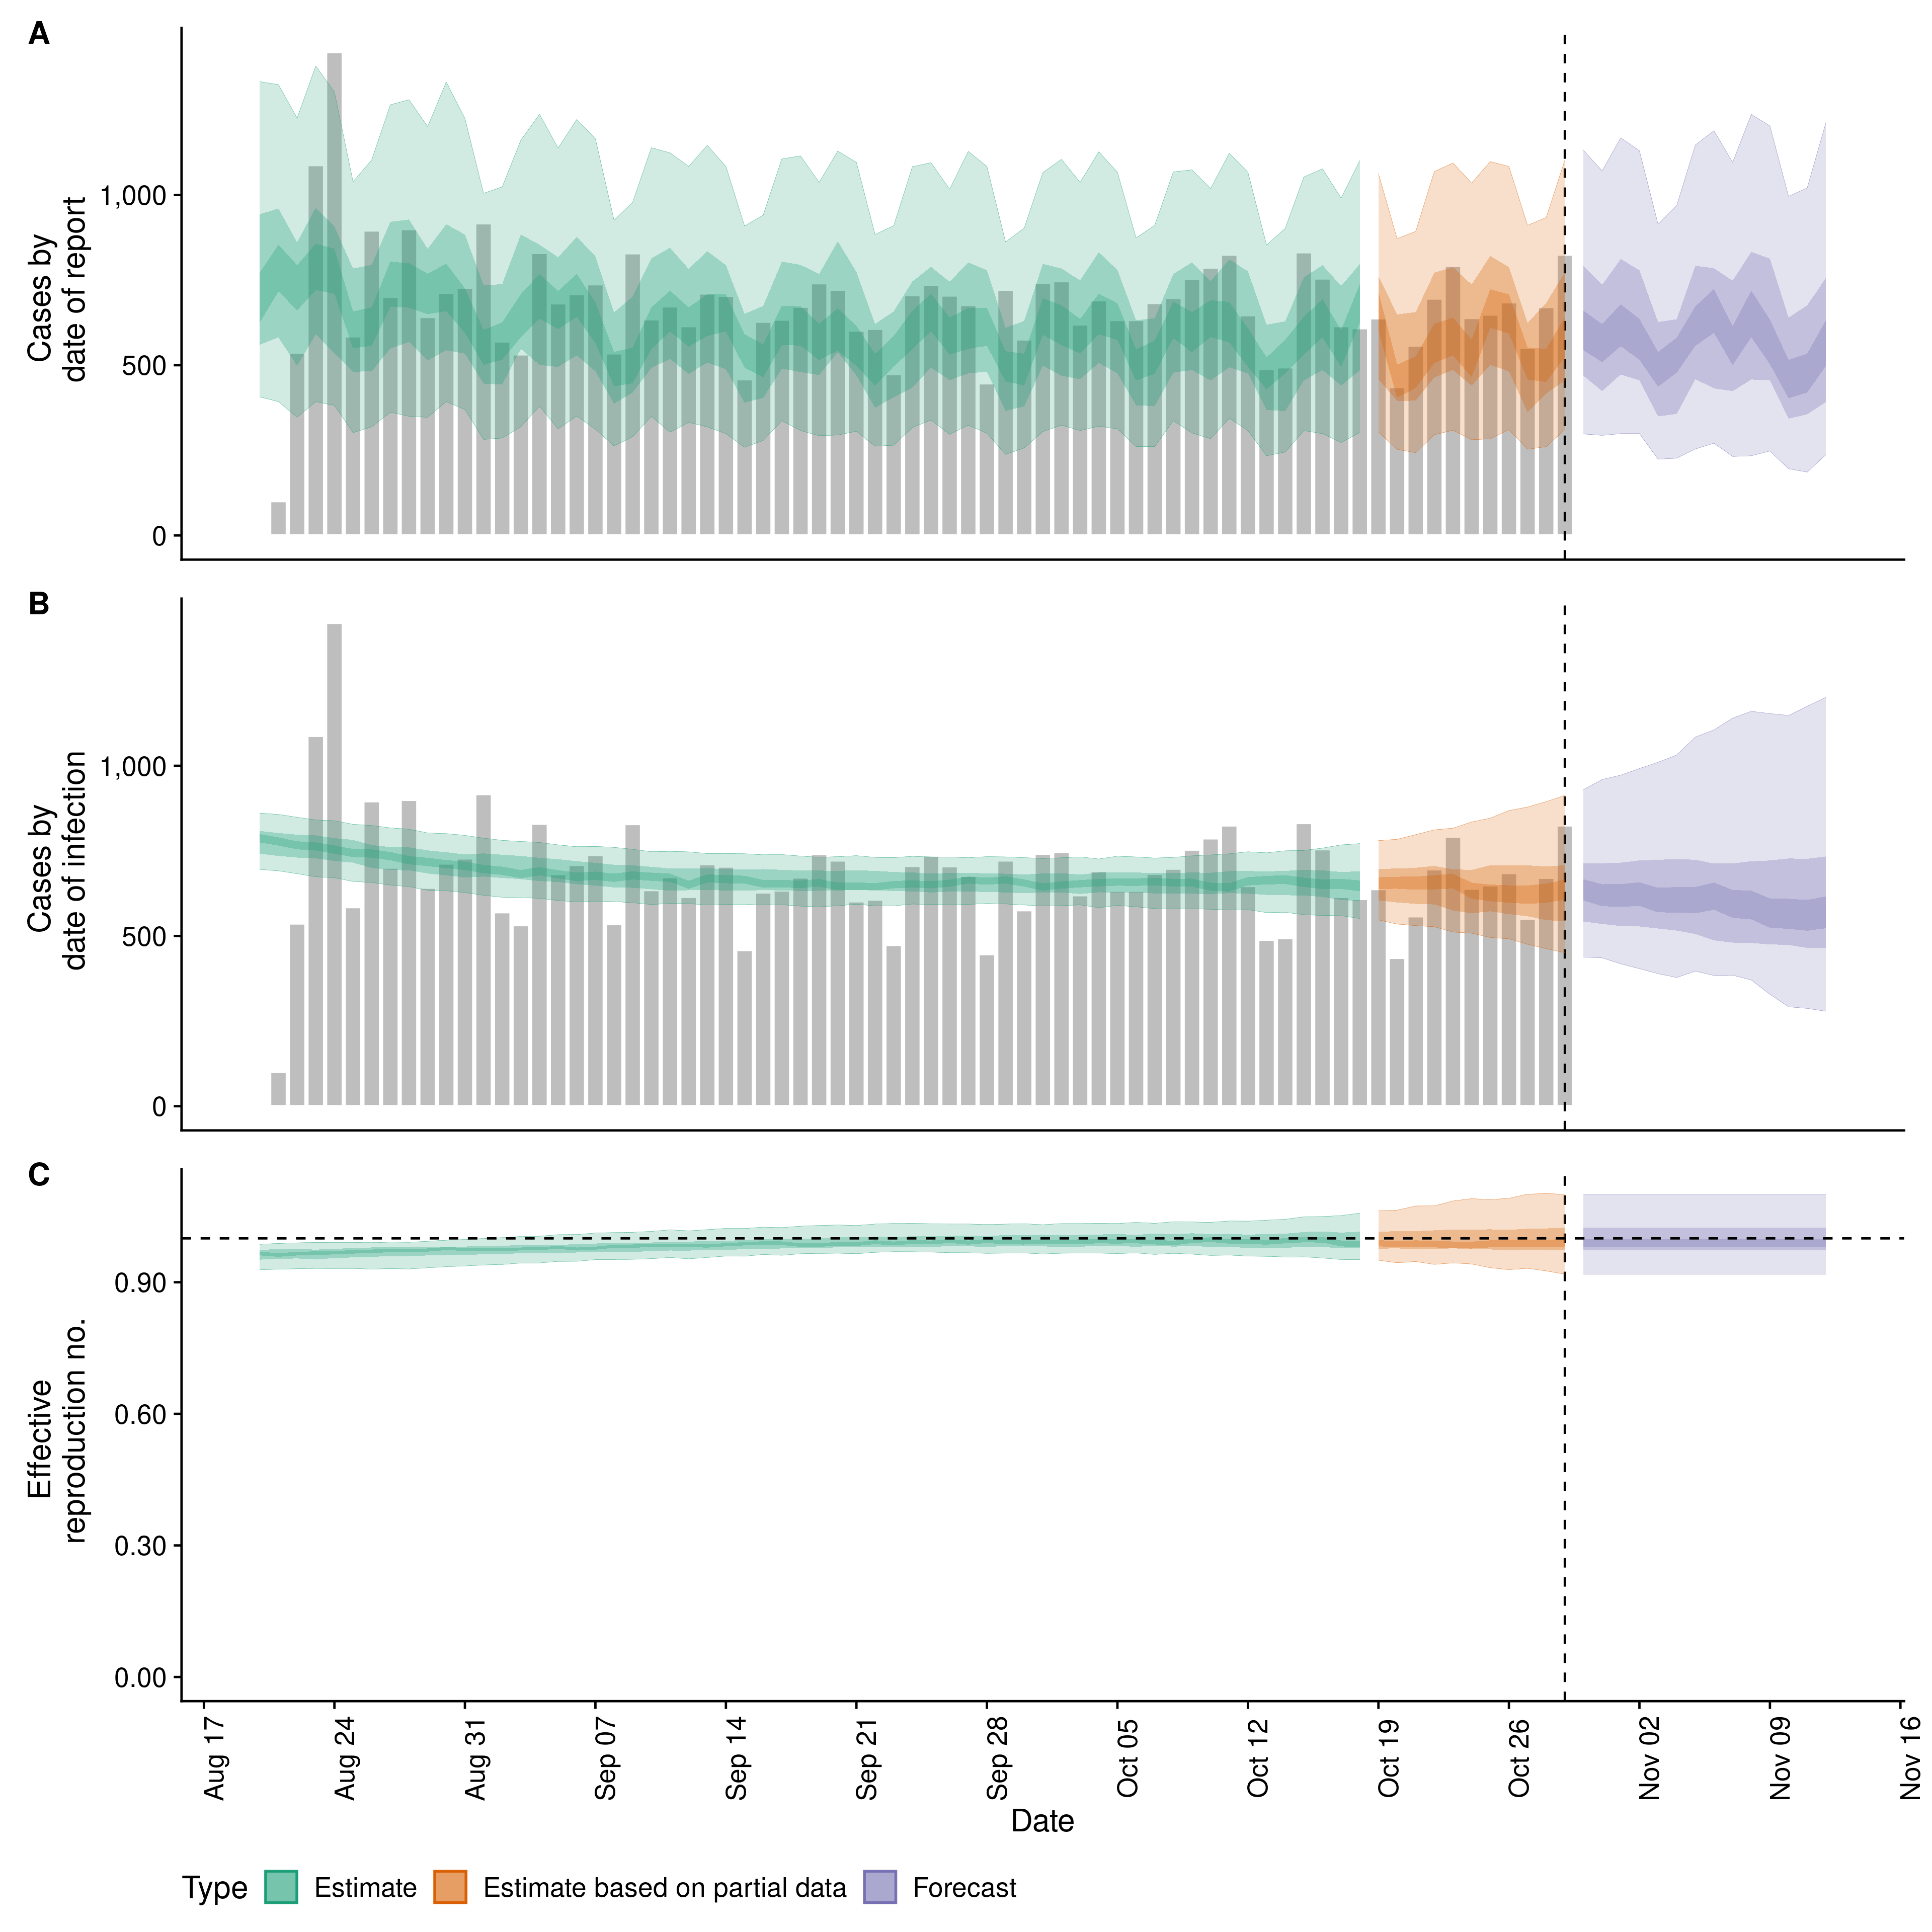 A
Cases by
date of report
1,000
500
0
B
Cases by
date of infection
1,000
500
0
C
Effective
reproduction no.
0.90
0.60
0.30
0.00
Aug 17
Aug 24
Aug 31
Sep 07
Sep 14
Sep 21
Sep 28
Oct 05
Oct 12
Oct 19
Oct 26
Nov 02
Nov 09
Nov 16
Date
Type Estimate Estimate based on partial data Forecast